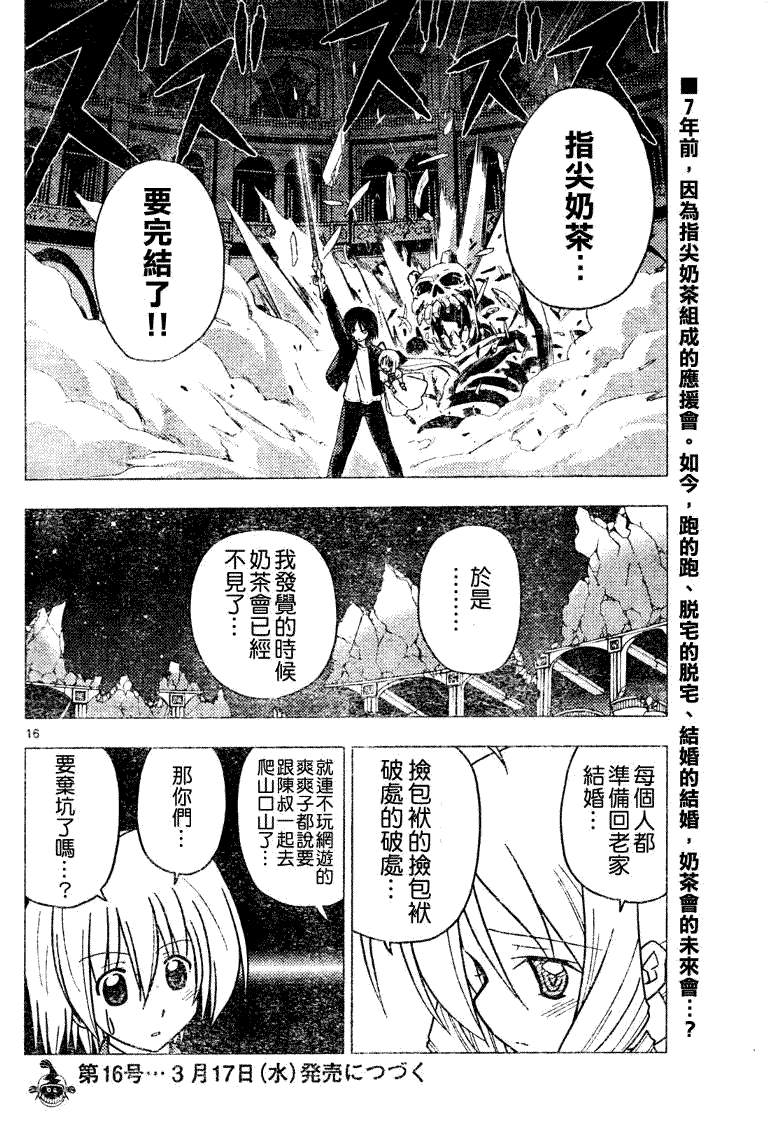 ■7年前，因為指尖奶茶組成的應援會。如今，跑的跑、脱宅的脱宅、結婚的結婚，奶茶會的未來會…？
ズ
ズ
ズ
ズ
ズ
指尖奶茶…
要完結了!!
於是
………
我發覺的時候
奶茶會已經
不見了…
16
每個人都
準備回老家
結婚…
撿包袱的撿包袱
破處的破處…
就連不玩網遊的
爽爽子都說要
跟陳叔一起去
爬山口山了…
那你們…
要棄坑了嗎…？
第16号…3月17日(水)発売につづく